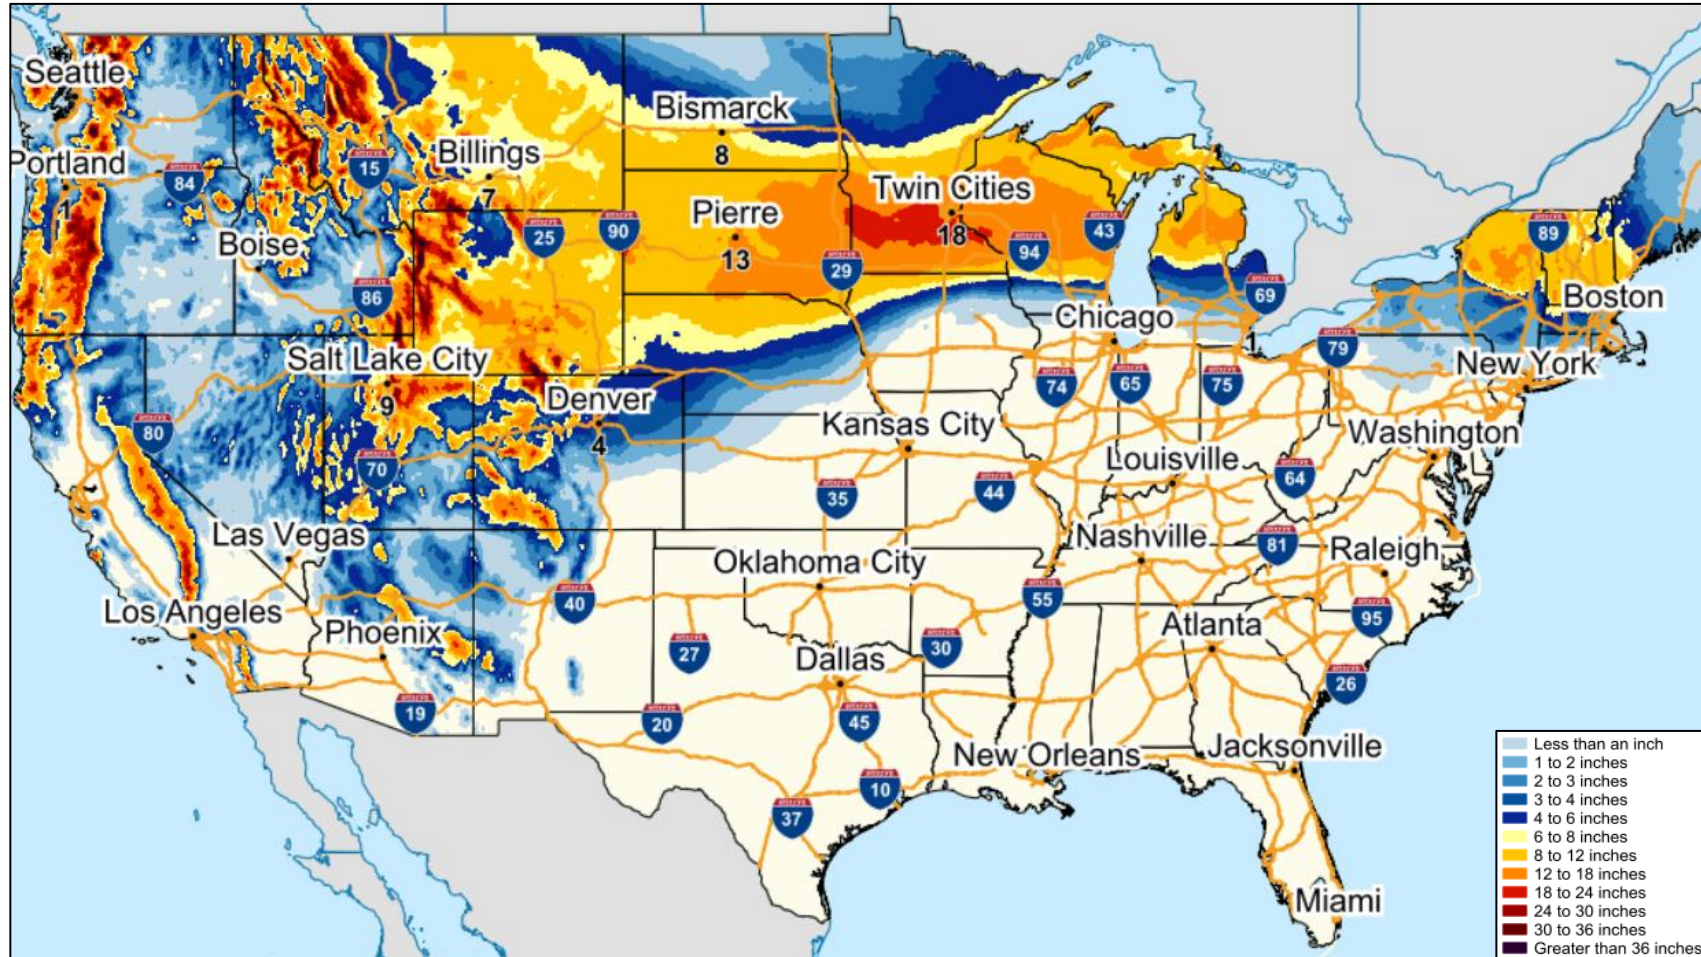 Seattle
Bismarck
8
Portland
1
Billings
7
15
84
Twin Cities
18
Pierre
13
25
90
43
89
Boise
94
29
86
69
Boston
Chicago
1
79
Salt Lake City
9
New York
Denver
4
74
65
75
80
Kansas City
Washington
70
Louisville
64
35
44
Las Vegas
Nashville
81
Raleigh
Oklahoma City
40
55
Los Angeles
95
Phoenix
Atlanta
27
30
Dallas
26
19
20
45
New Orleans
Jacksonville
10
37
Miami
Less than an inch
1 to 2 inches
2 to 3 inches
3 to 4 inches
4 to 6 inches
6 to 8 inches
8 to 12 inches
12 to 18 inches
18 to 24 inches
24 to 30 inches
30 to 36 inches
Greater than 36 inches